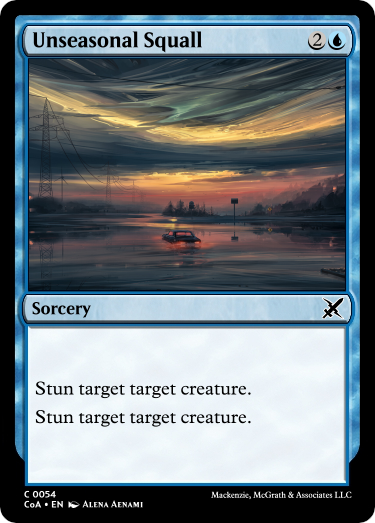 Unseasonal Squall 2
Sorcery
Stun target target creature.
Stun target target creature.
C 0054
CoA • EN Alena Aenami
Mackenzie, McGrath & Associates LLC